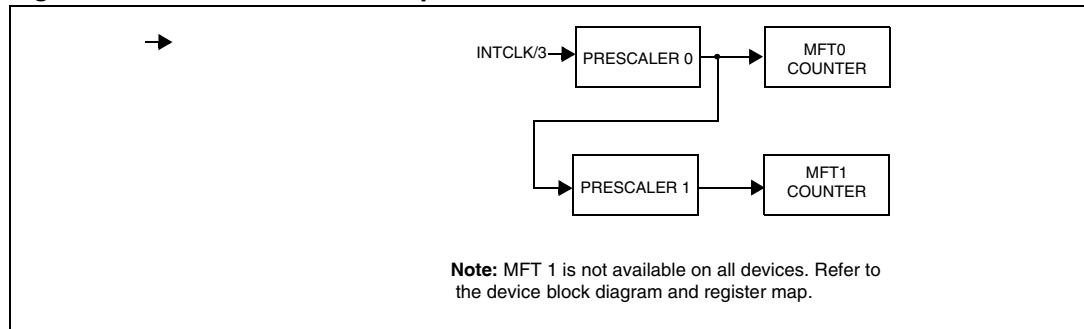 INTCLK/3
PRESCALER 0
MFT0
COUNTER
PRESCALER 1
MFT1
COUNTER
Note: MFT 1 is not available on all devices. Refer to
the device block diagram and register map.